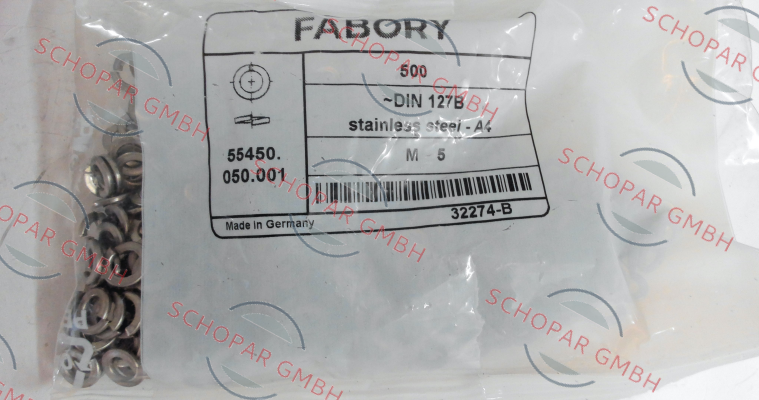 FABORY
500
~DIN 127B
stainless steel - A4
M - 5
55450.
050.001
32274-B
Made in Germany
SCHOPAR GMBH
SCHOPAR GMBH
SCHOPAR GMBH
SCHOPAR GMBH
SCHOPAR GMBH
SCHOPAR GMBH
SCHOPAR GMBH